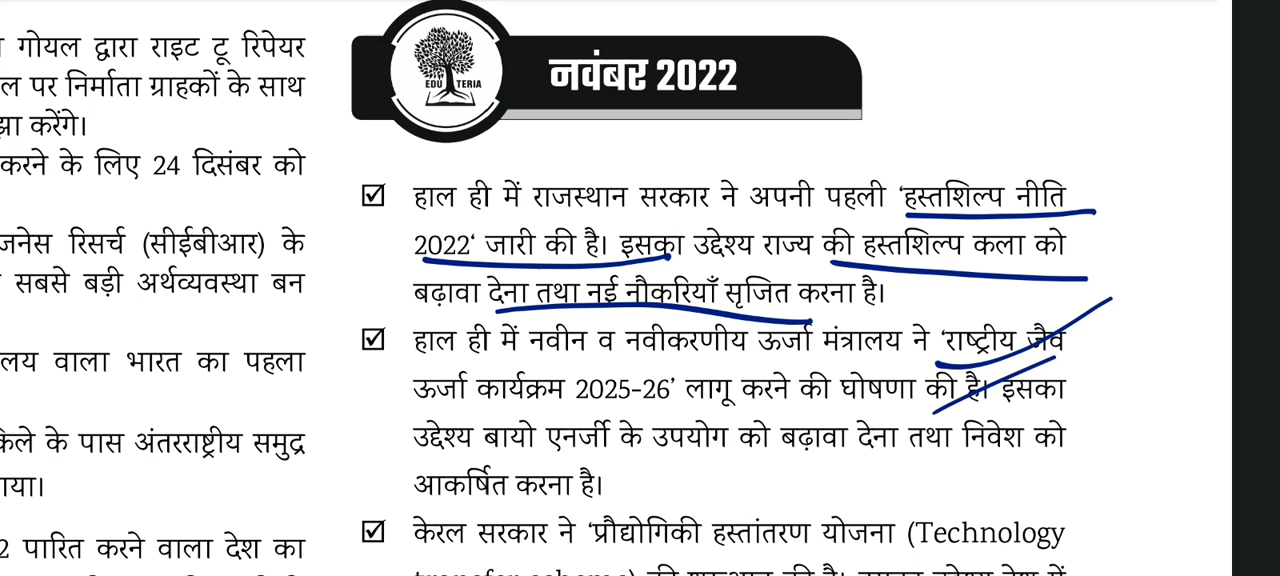 गोयल द्वारा राइट टू रिपेयर
पर निर्माता ग्राहकों के साथ
करेंगे।
करने के लिए 24 दिसंबर को
रिसर्च (सीईबीआर) के
सबसे बड़ी अर्थव्यवस्था बन
वाला भारत का पहला
के पास अंतरराष्ट्रीय समुद्र
पारित करने वाला देश का
EDU TERIA
नवंबर 2022
☑ हाल ही में राजस्थान सरकार ने अपनी पहली ‘हस्तशिल्प नीति
2022‘ जारी की है। इसका उद्देश्य राज्य की हस्तशिल्प कला को
बढ़ावा देना तथा नई नौकरियाँ सृजित करना है।
☑ हाल ही में नवीन व नवीकरणीय ऊर्जा मंत्रालय ने ‘राष्ट्रीय जैव
ऊर्जा कार्यक्रम 2025-26’ लागू करने की घोषणा की है। इसका
उद्देश्य बायो एनर्जी के उपयोग को बढ़ावा देना तथा निवेश को
आकर्षित करना है।
☑ केरल सरकार ने ‘प्रौद्योगिकी हस्तांतरण योजना (Technology